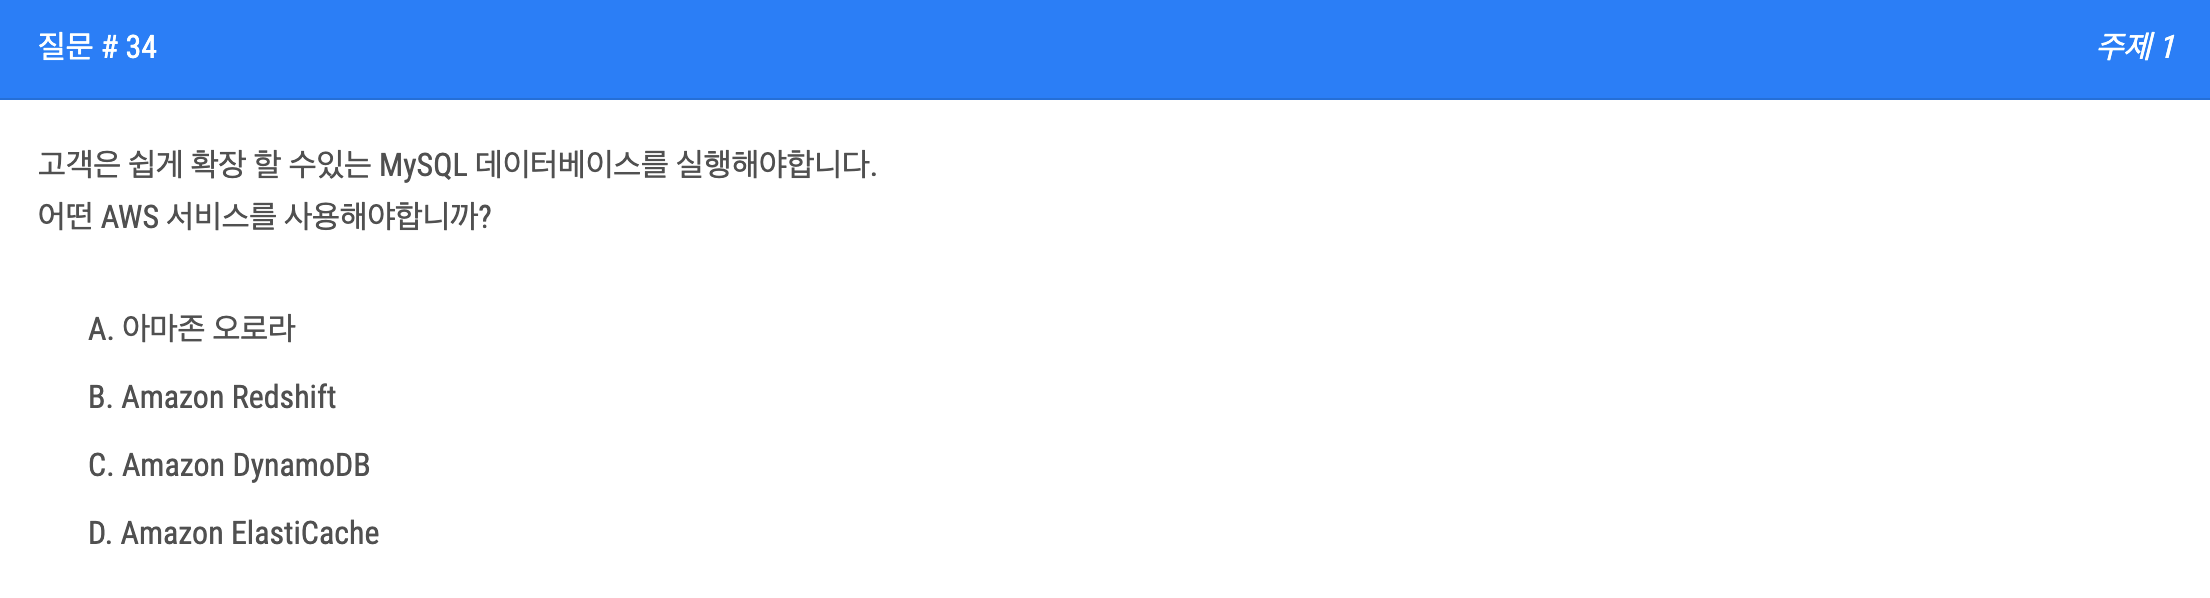 질문 # 34
주제 1
고객은 쉽게 확장 할 수있는 MySQL 데이터베이스를 실행해야합니다.
어떤 AWS 서비스를 사용해야합니까?
A. 아마존 오로라
B. Amazon Redshift
C. Amazon DynamoDB
D. Amazon ElastiCache